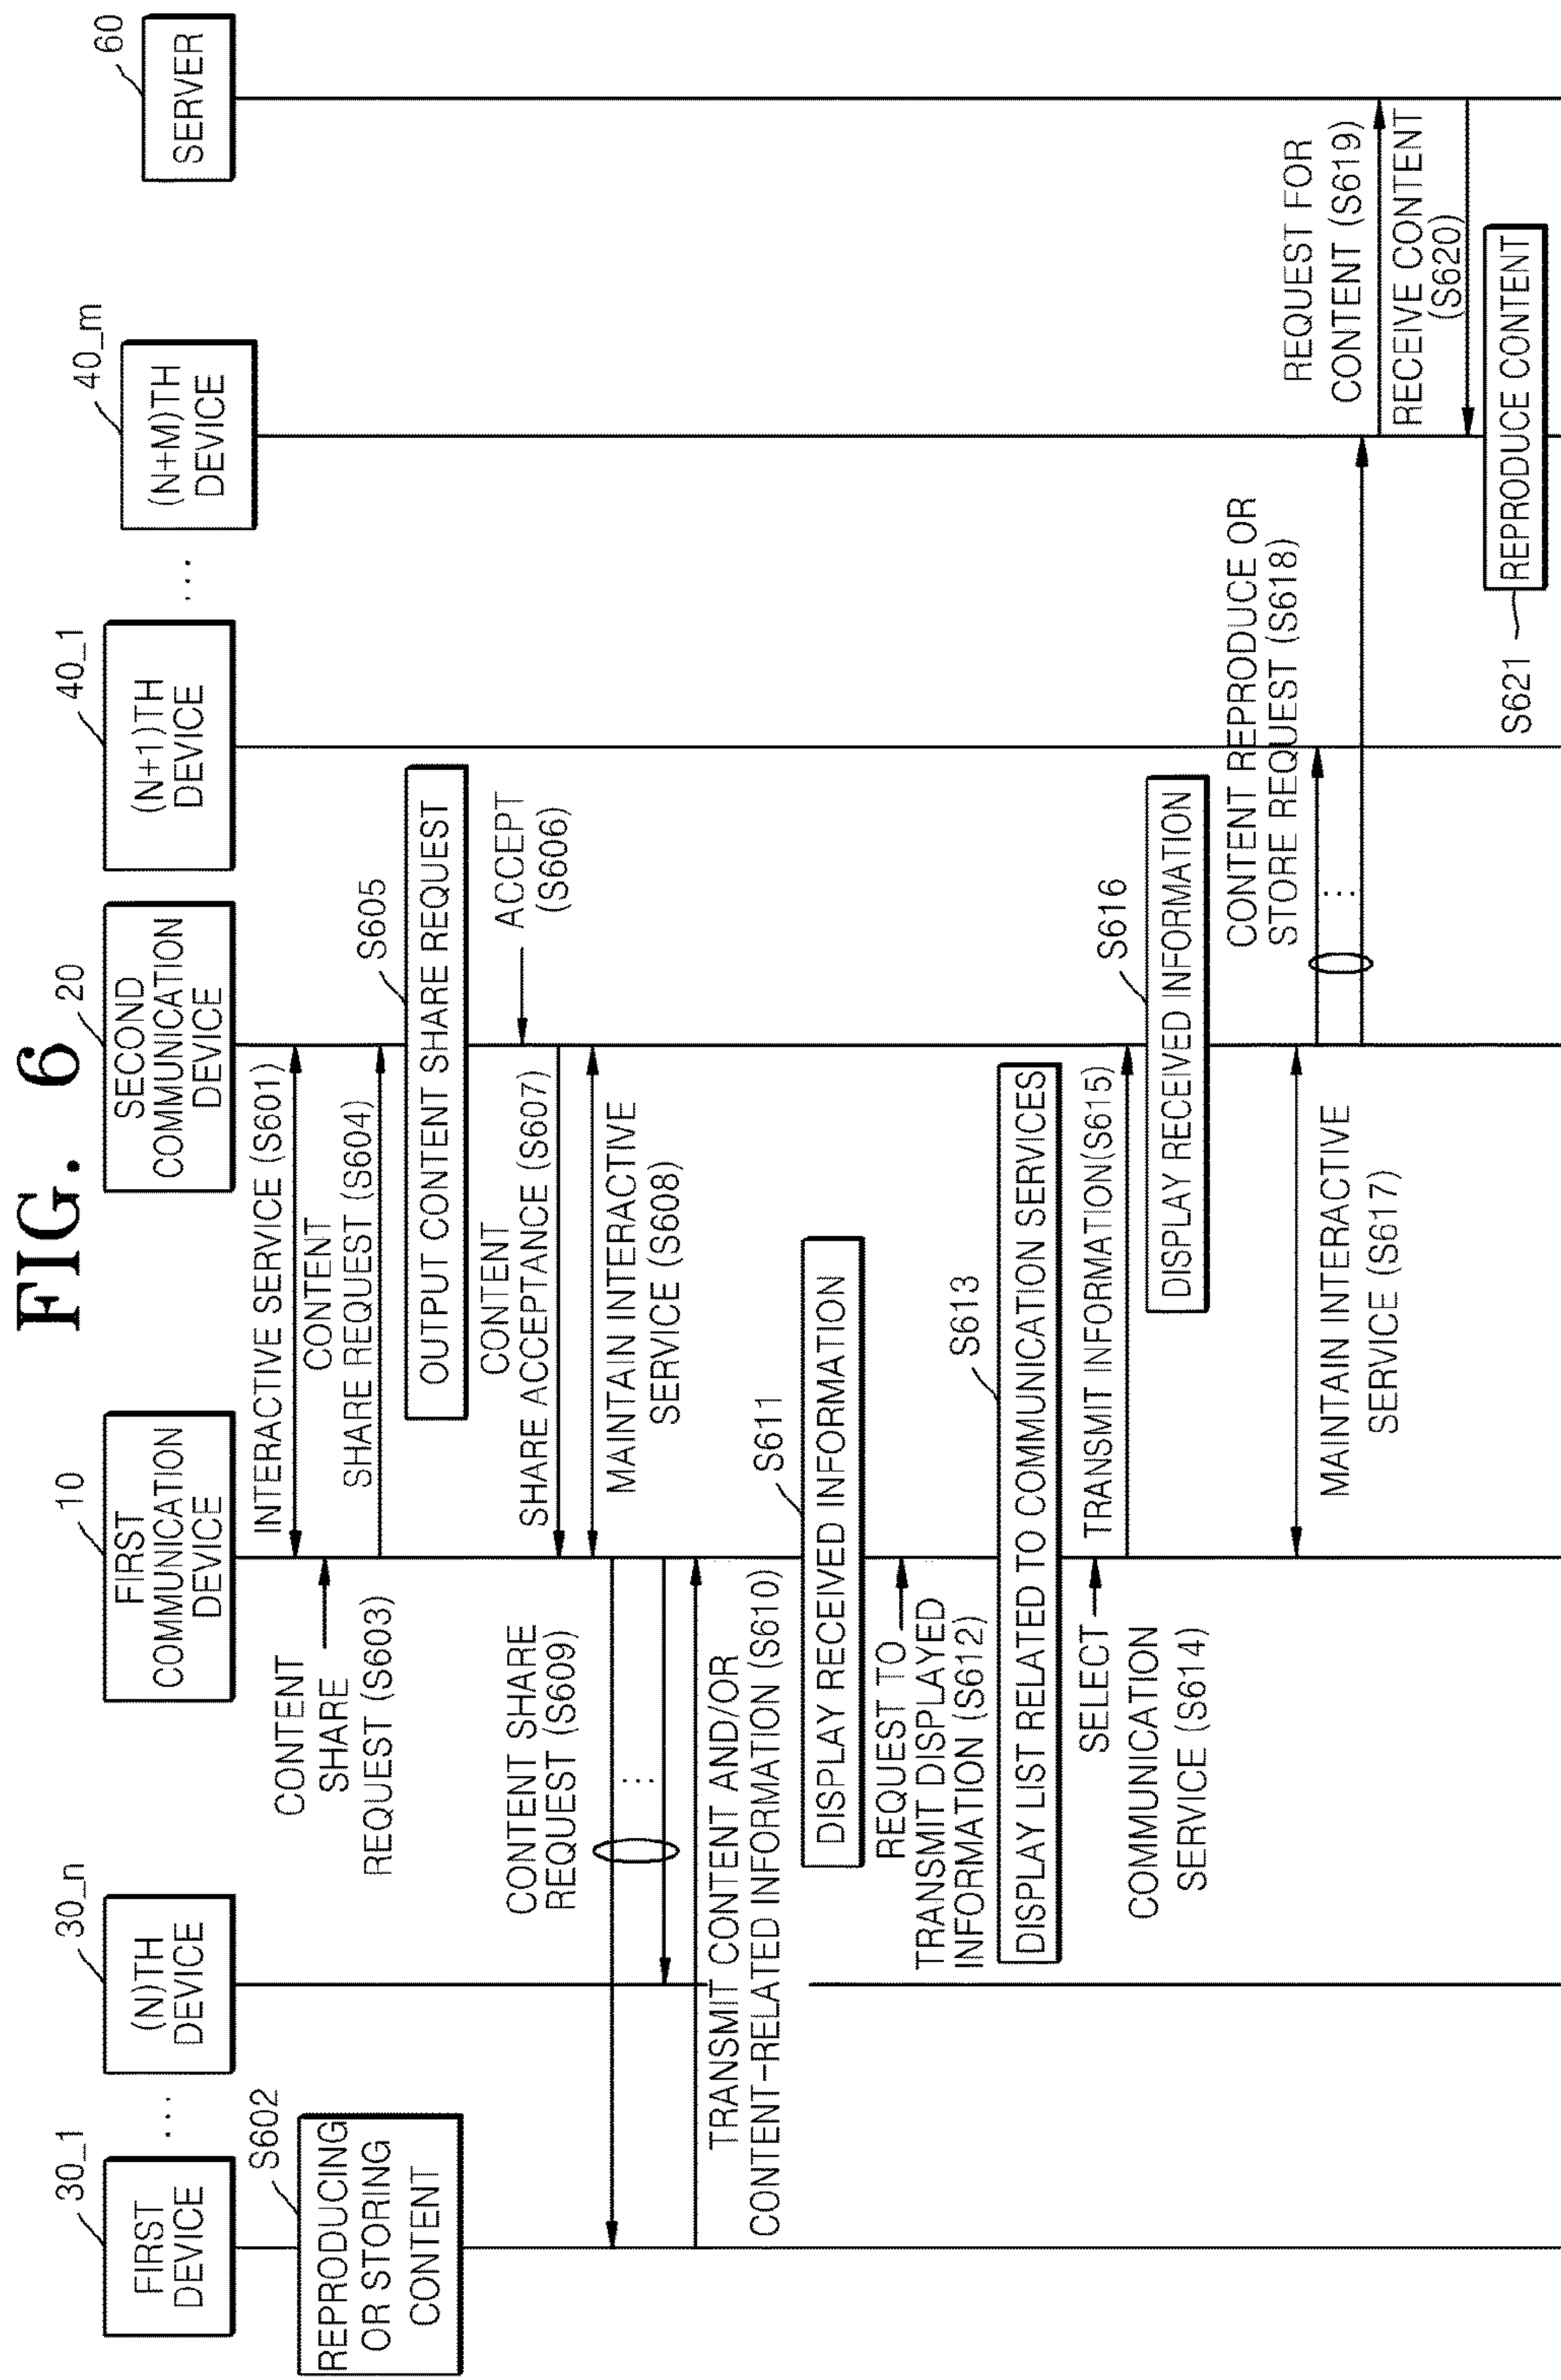 FIG. 6
30_1
FIRST
DEVICE
...
30_n
(N)TH
DEVICE
10
FIRST
COMMUNICATION
DEVICE
20
SECOND
COMMUNICATION
DEVICE
40_1
(N+1)TH
DEVICE
...
40_m
(N+M)TH
DEVICE
60
SERVER
INTERACTIVE SERVICE (S601)
S602
REPRODUCING
OR STORING
CONTENT
CONTENT
SHARE
REQUEST (S603)
CONTENT
SHARE REQUEST (S604)
S605
OUTPUT CONTENT SHARE REQUEST
ACCEPT
(S606)
CONTENT
SHARE ACCEPTANCE (S607)
MAINTAIN INTERACTIVE
SERVICE (S608)
CONTENT SHARE
REQUEST (S609)
...
TRANSMIT CONTENT AND/OR
CONTENT-RELATED INFORMATION (S610)
S611
DISPLAY RECEIVED INFORMATION
REQUEST TO
TRANSMIT DISPLAYED
INFORMATION (S612)
S613
DISPLAY LIST RELATED TO COMMUNICATION SERVICES
SELECT
COMMUNICATION
SERVICE (S614)
TRANSMIT INFORMATION(S615)
S616
DISPLAY RECEIVED INFORMATION
MAINTAIN INTERACTIVE
SERVICE (S617)
CONTENT REPRODUCE OR
STORE REQUEST (S618)
...
REQUEST FOR
CONTENT (S619)
RECEIVE CONTENT
(S620)
S621
REPRODUCE CONTENT